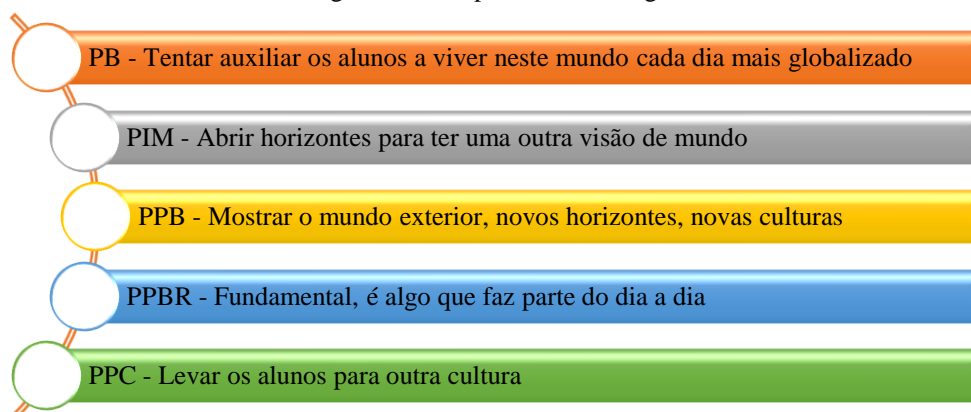 PB - Tentar auxiliar os alunos a viver neste mundo cada dia mais globalizado
PIM - Abrir horizontes para ter uma outra visão de mundo
PPB - Mostrar o mundo exterior, novos horizontes, novas culturas
PPBR - Fundamental, é algo que faz parte do dia a dia
PPC - Levar os alunos para outra cultura